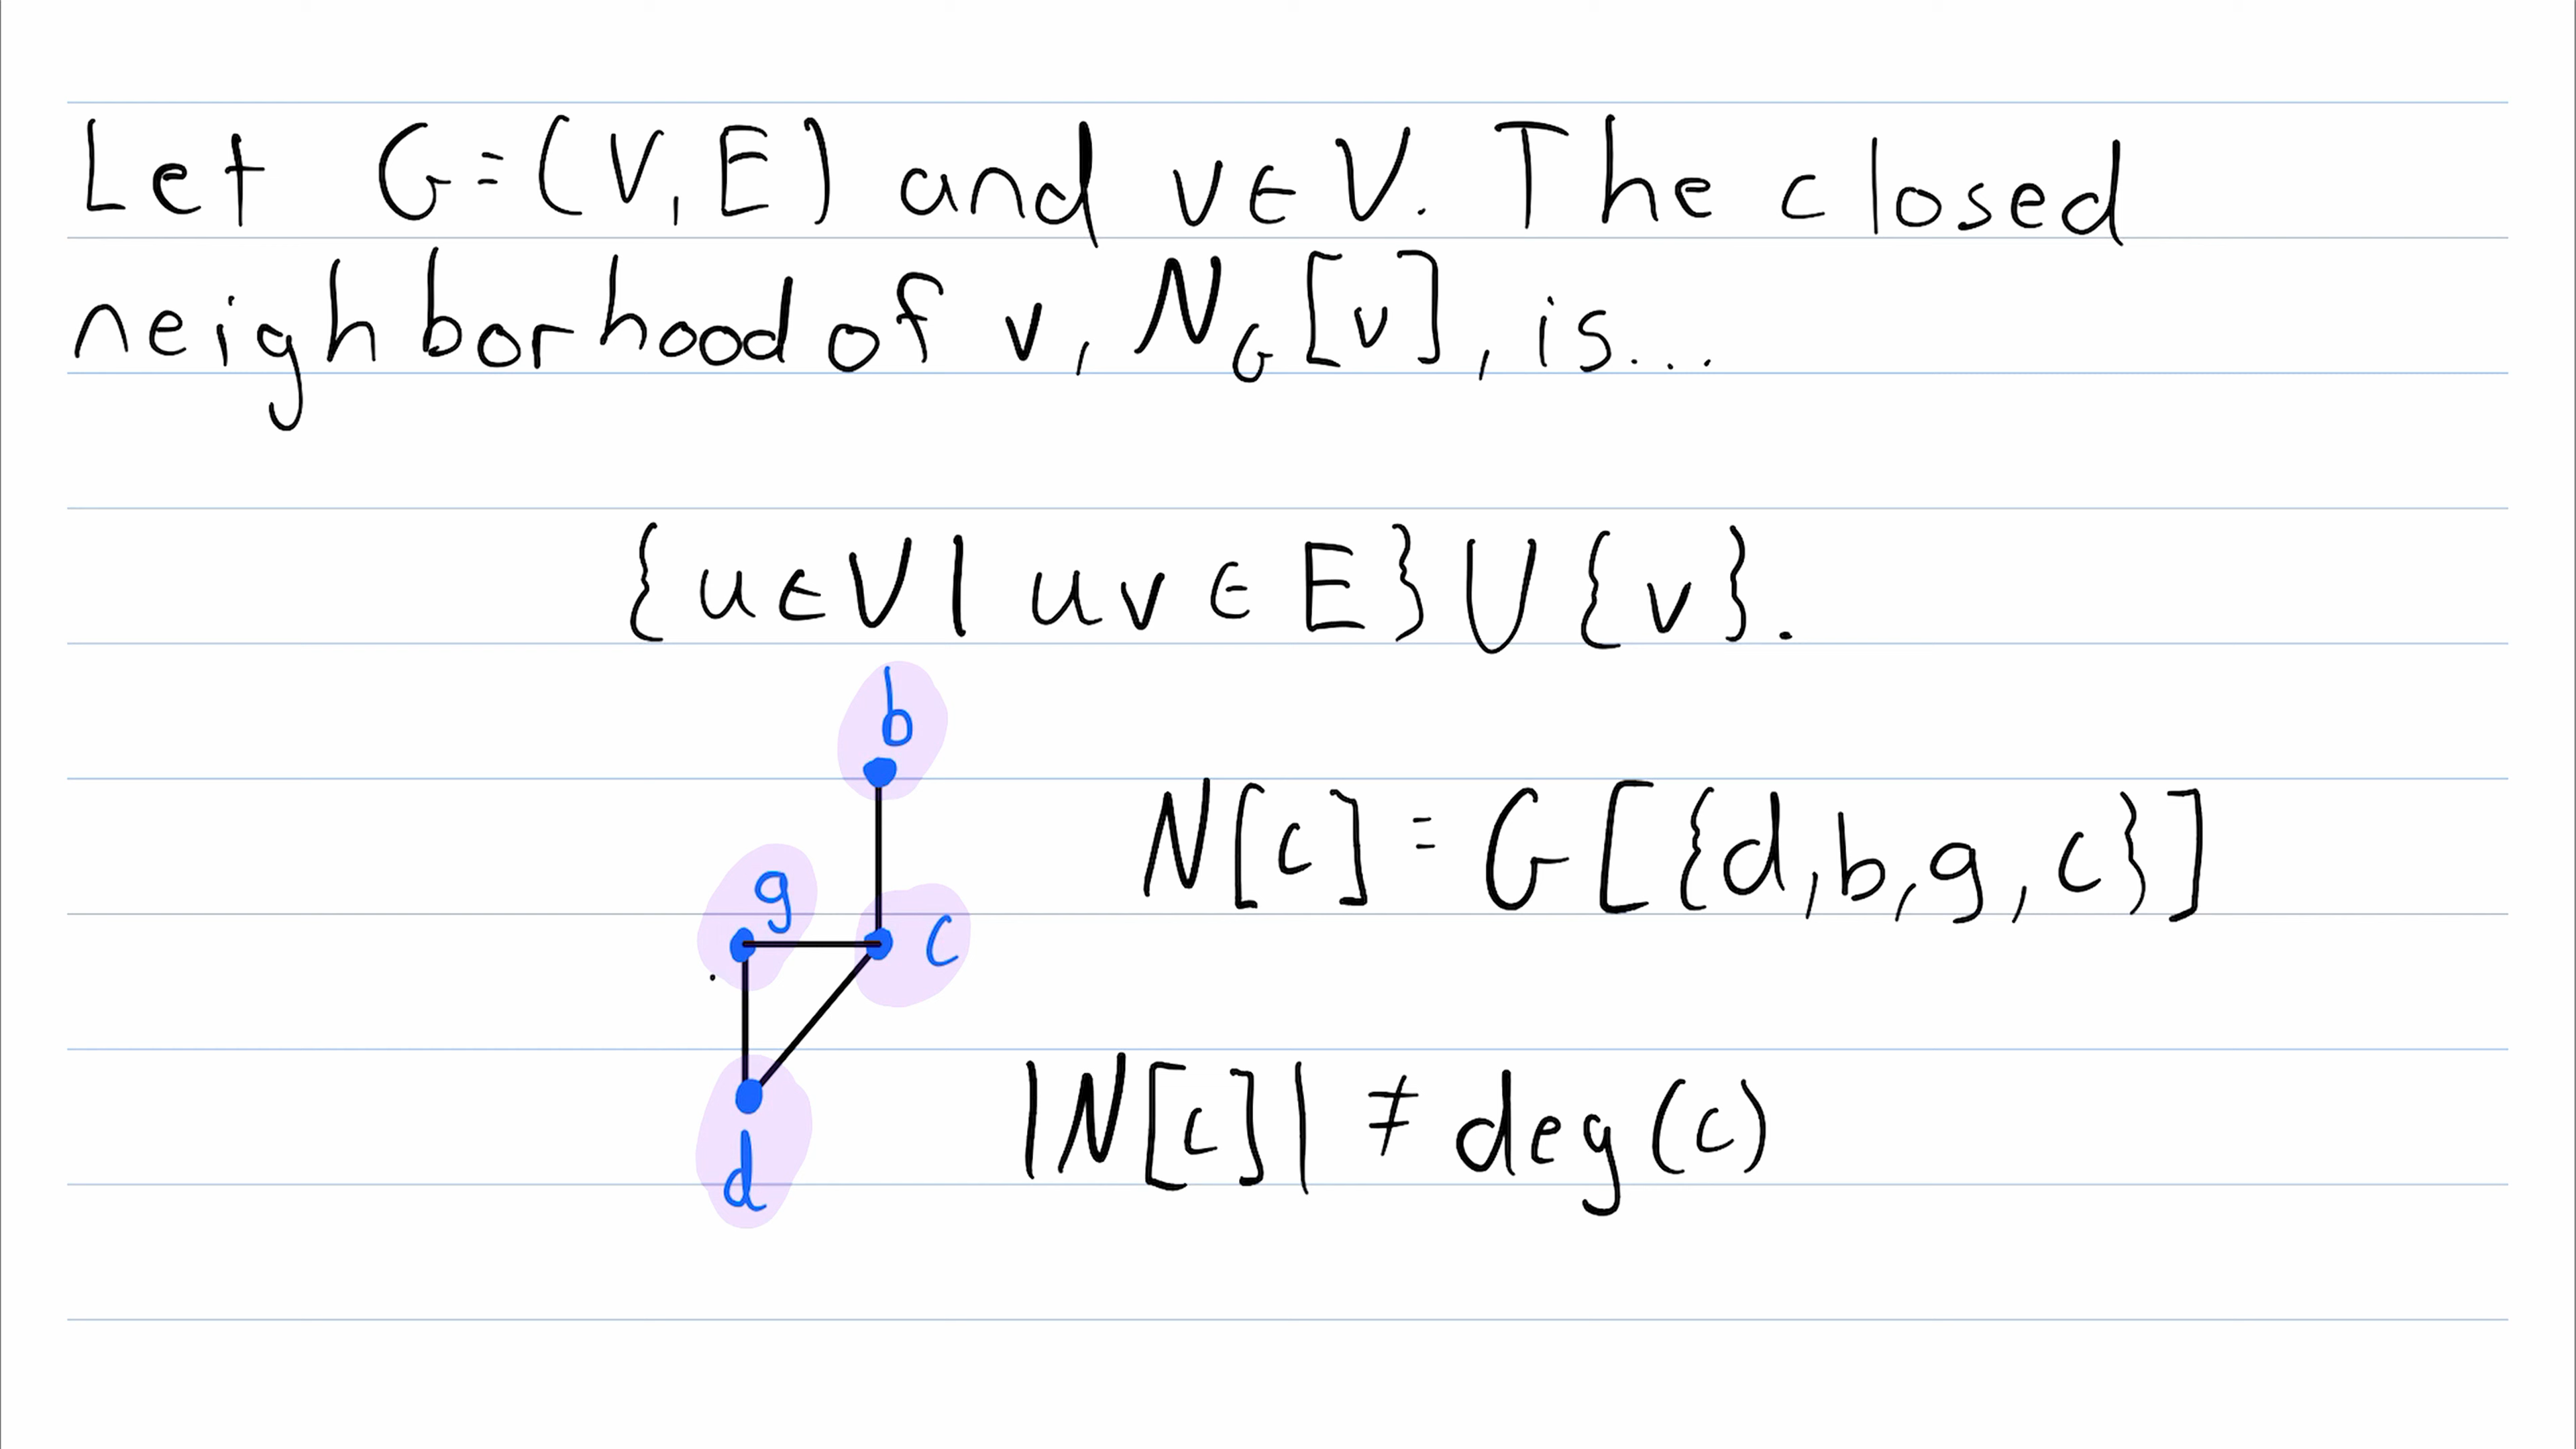 Let G=(V,E) and v∈V. The closed
neighborhood of v, N_G[v], is...
{u∈V | uv∈E}∪{v}.
b
N[c] = G[{d,b,g,c}]
g
c
|N[c]| ≠ deg(c)
d